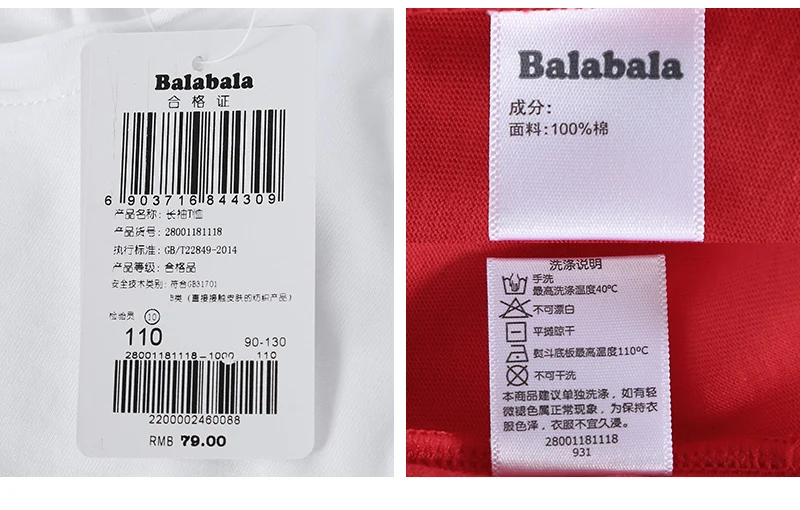 Balabala
合格证
6 903716 844309
产品名称: 长袖T恤
产品货号: 28001181118
执行标准: GB/T22849-2014
产品等级: 合格品
安全技术类别: 符合GB31701
B类 (直接接触皮肤的纺织产品)
检验员 10
110 90-130
28001181118-1000 110
2200002460088
RMB 79.00
Balabala
成分:
面料:100%棉
洗涤说明
手洗
最高洗涤温度40℃
不可漂白
平摊晾干
熨斗底板最高温度110℃
不可干洗
本商品建议单独洗涤, 如有轻
微褪色属正常现象, 为保持衣
服色泽, 衣服不宜久浸。
28001181118
931